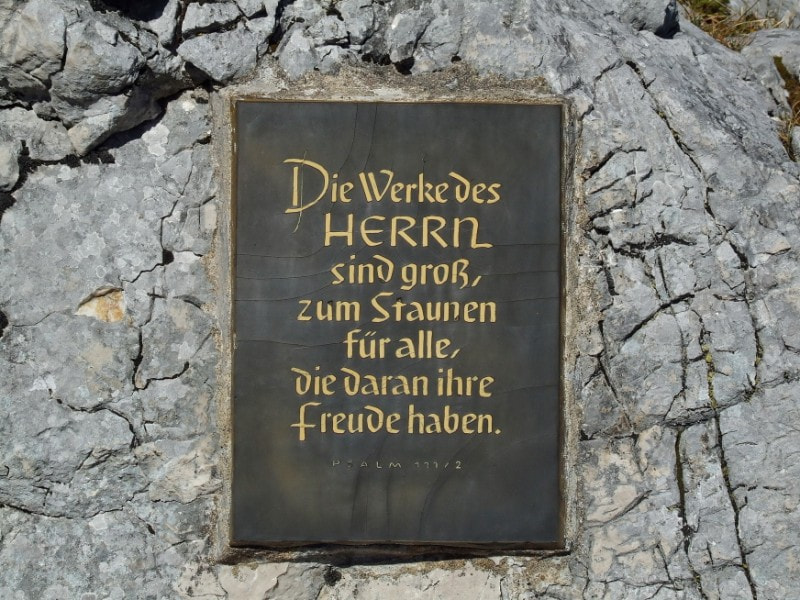 Die Werke des
HERRN
sind groß,
zum Staunen
für alle,
die daran ihre
Freude haben.
PSALM 111/2